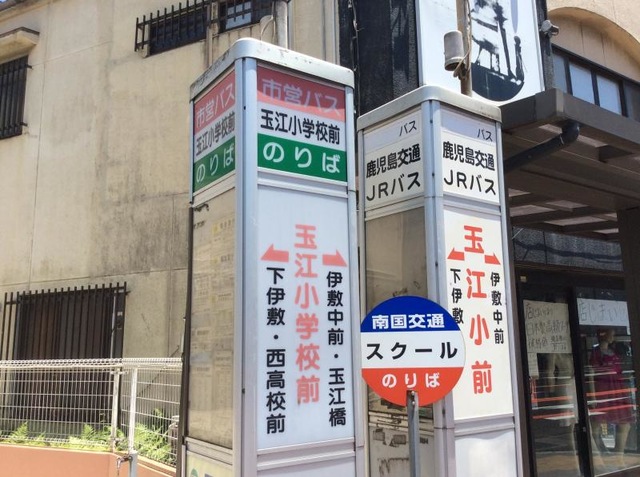 市営バス
玉江小学校前
のりば
市営バス
玉江小学校前
のりば
玉江小学校前
伊敷中前・玉江橋
下伊敷・西高校前
バス
鹿児島交通
JRバス
バス
鹿児島交通
JRバス
玉江小前
伊敷中前
下伊敷
南国交通
スクール
のりば